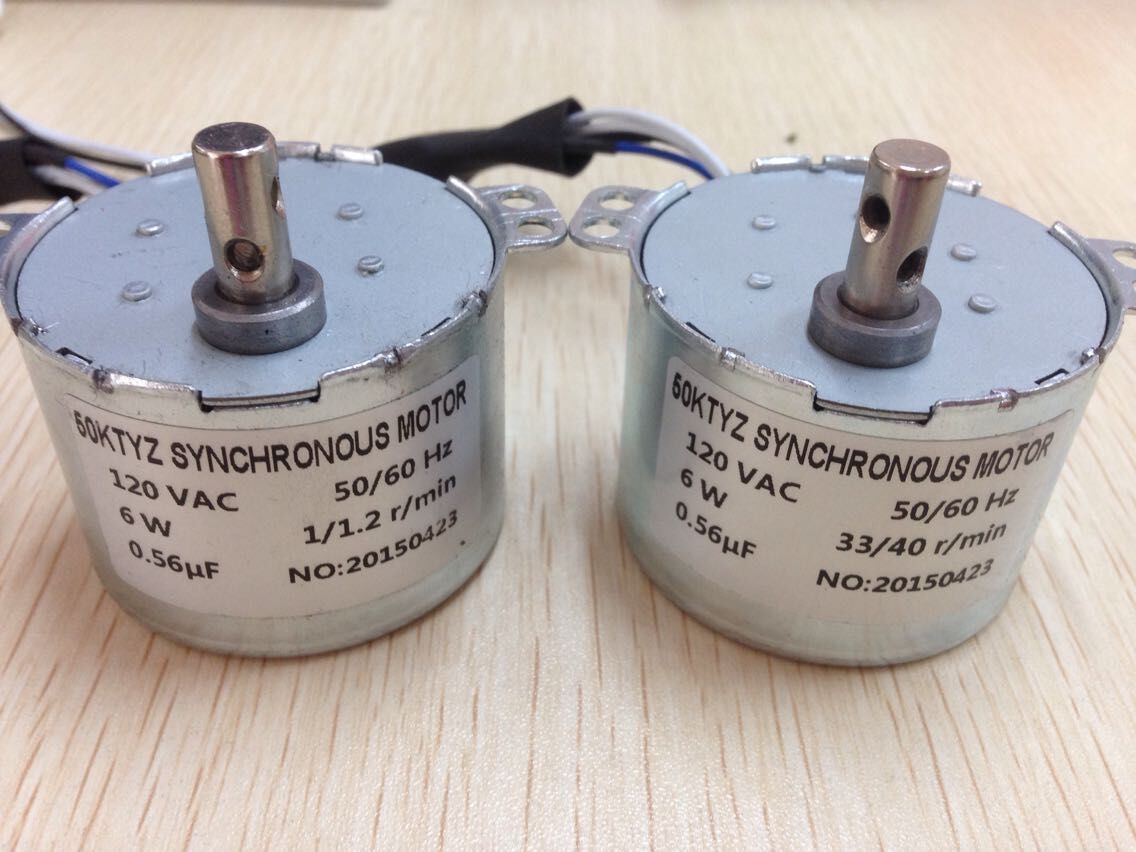 50KTYZ SYNCHRONOUS MOTOR
120 VAC 50/60 Hz
6 W 1/1.2 r/min
0.56µF NO:20150423
50KTYZ SYNCHRONOUS MOTOR
120 VAC 50/60 Hz
6 W 33/40 r/min
0.56µF NO:20150423